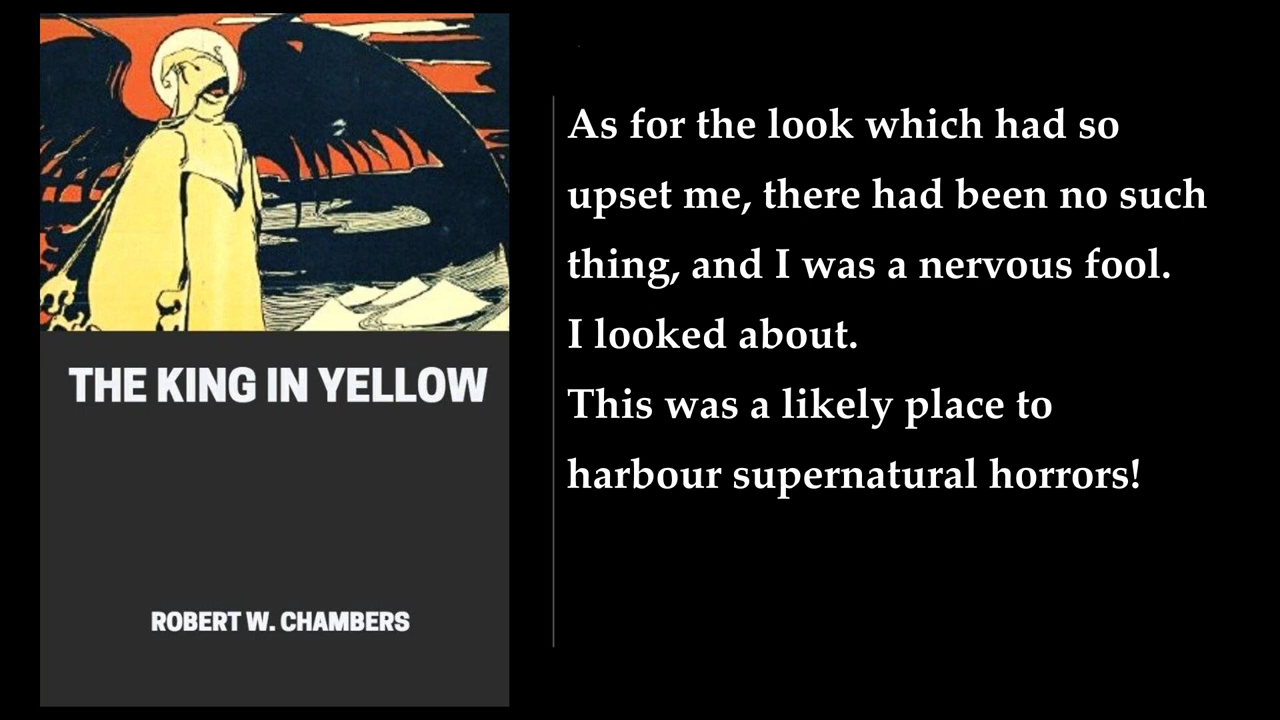 THE KING IN YELLOW
ROBERT W. CHAMBERS
As for the look which had so
upset me, there had been no such
thing, and I was a nervous fool.
I looked about.
This was a likely place to
harbour supernatural horrors!